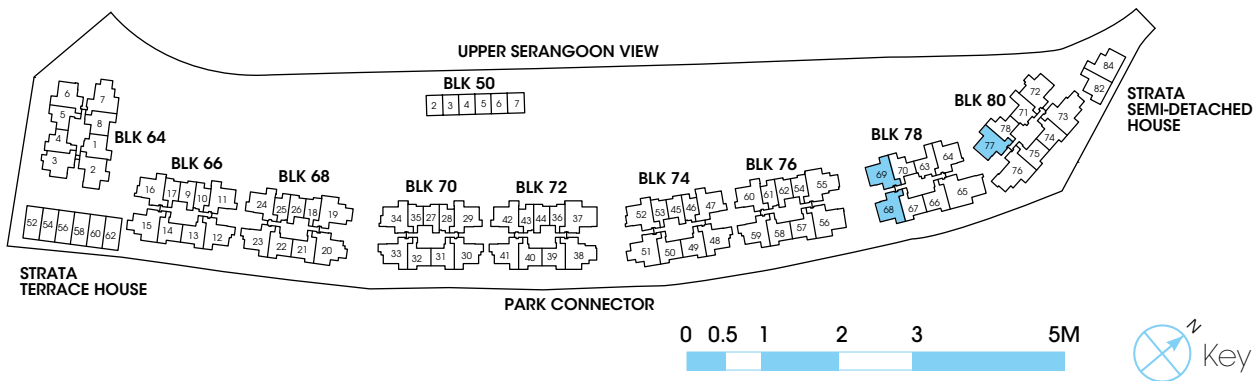 UPPER SERANGOON VIEW
BLK 50
2 3 4 5 6 7
BLK 64
6 7
5 8
4 1
3 2
BLK 66
16 17 9 10 11
15 14 13 12
BLK 68
24 25 26 18 19
23 22 21 20
BLK 70
34 35 27 28 29
33 32 31 30
BLK 72
42 43 44 36 37
41 40 39 38
BLK 74
52 53 45 46 47
51 50 49 48
BLK 76
60 61 62 54 55
59 58 57 56
BLK 78
69 70 63 64
68 67 66 65
BLK 80
72
71
78
77
73
74
75
76
84
82
STRATA
SEMI-DETACHED
HOUSE
52 54 56 58 60 62
STRATA
TERRACE HOUSE
PARK CONNECTOR
0 0.5 1 2 3 5M
N
Key